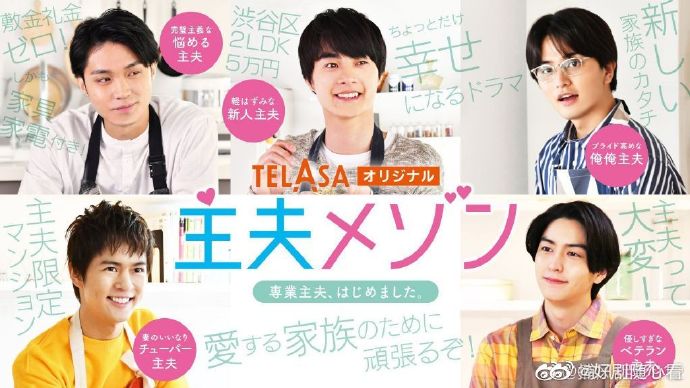 敷金礼金
ゼロ!
しかも、
家具
家電付き!
完璧主義な
悩める
主夫
渋谷区
2LDK
5万円
軽はずみな
新人主夫
ちょっとだけ
幸せ
になるドラマ
新しい
家族のカタチ
プライド高めな
俺俺主夫
TELASA オリジナル
主夫メゾン
専業主夫、はじめました。
主夫限定
マンション
妻のいいなり
チューバー
主夫
愛する家族のために
頑張るぞ!
主夫って
大変!
優しすぎな
ベテラン
主夫